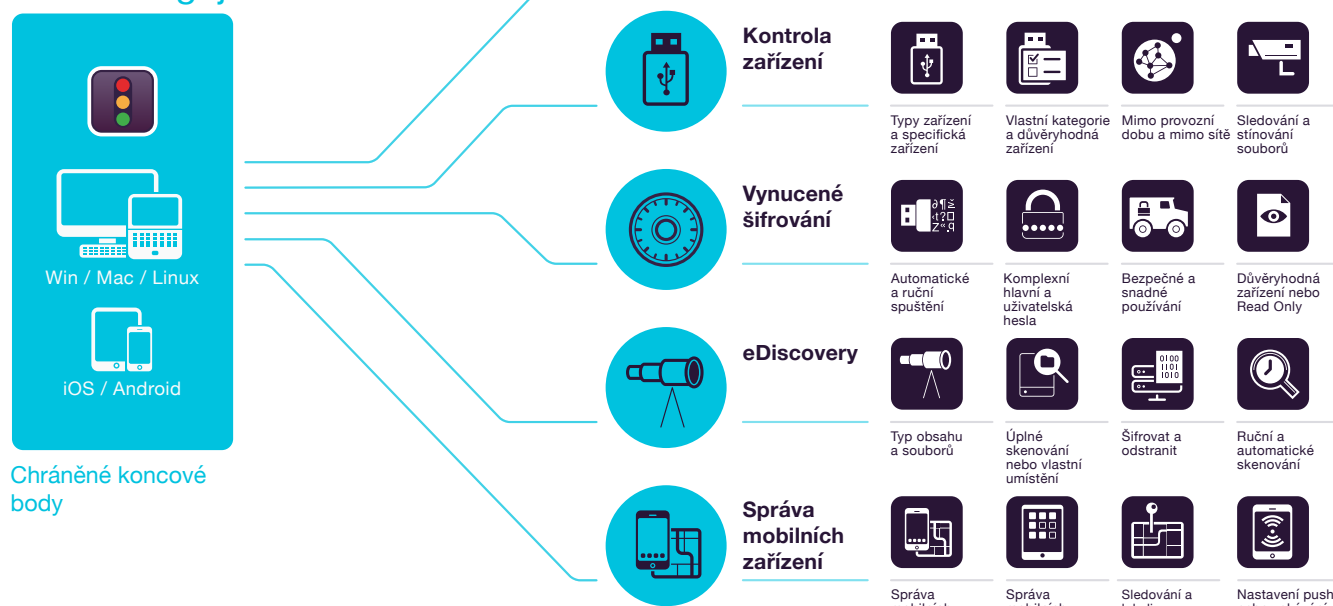 Kontrola
zařízení
Typy zařízení
a specifická
zařízení
Vlastní kategorie
a důvěryhodná
zařízení
Mimo provozní
dobu a mimo sítě
Sledování a
stínování
souborů
Win / Mac / Linux
iOS / Android
Chráněné koncové
body
Vynucené
šifrování
Automatické
a ruční
spuštění
Komplexní
hlavní a
uživatelská
hesla
Bezpečné a
snadné
používání
Důvěryhodná
zařízení nebo
Read Only
eDiscovery
0100
1101
1010
Typ obsahu
a souborů
Úplné
skenování
nebo vlastní
umístění
Šifrovat a
odstranit
Ruční a
automatické
skenování
Správa
mobilních
zařízení
Správa
Správa
Sledování a
Nastavení push